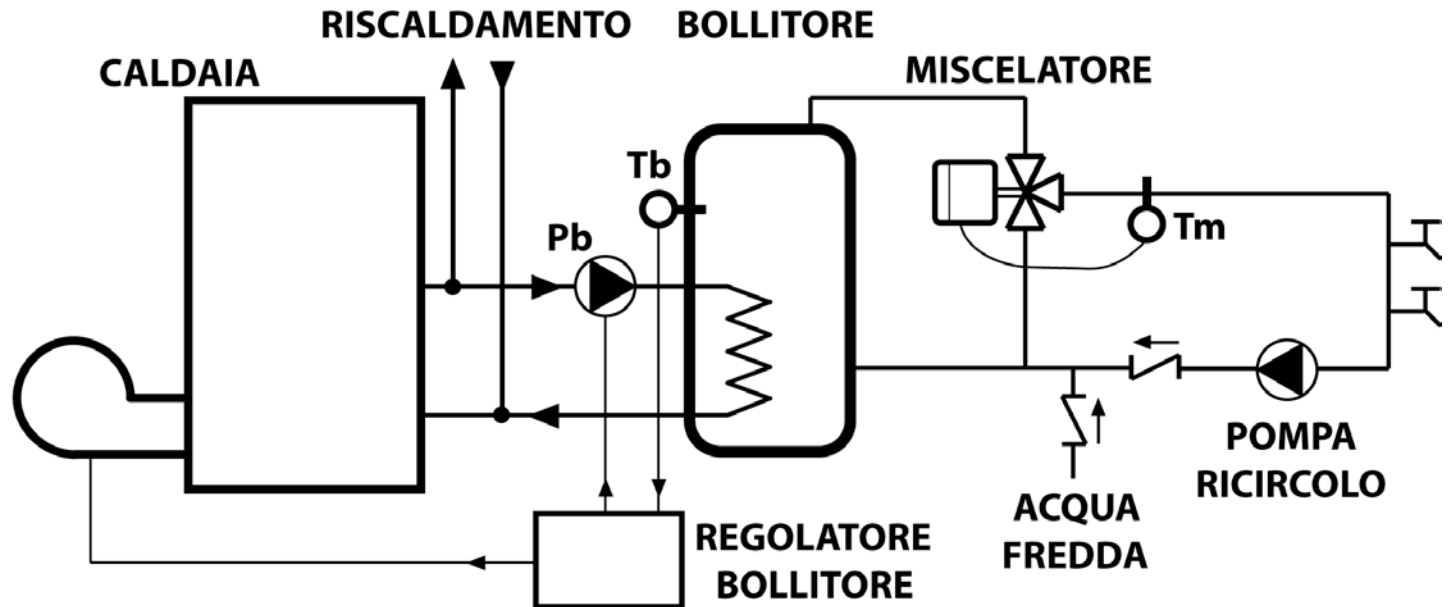 RISCALDAMENTO
BOLLITORE
CALDAIA
MISCELATORE
Tb
Pb
Tm
POMPA
RICIRCOLO
ACQUA
FREDDA
REGOLATORE
BOLLITORE